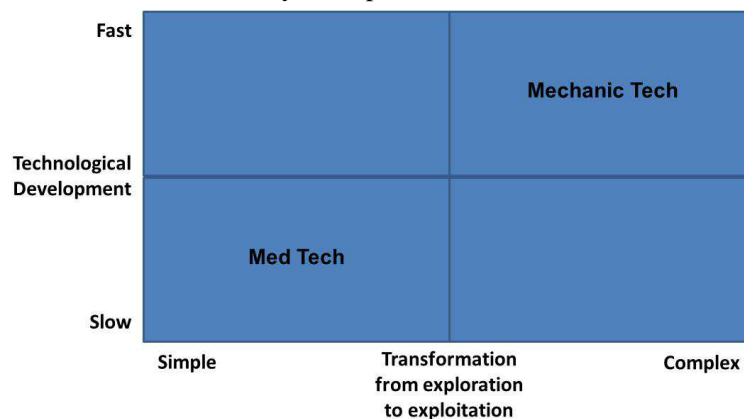 Fast
Mechanic Tech
Technological
Development
Med Tech
Slow
Simple
Transformation
from exploration
to exploitation
Complex